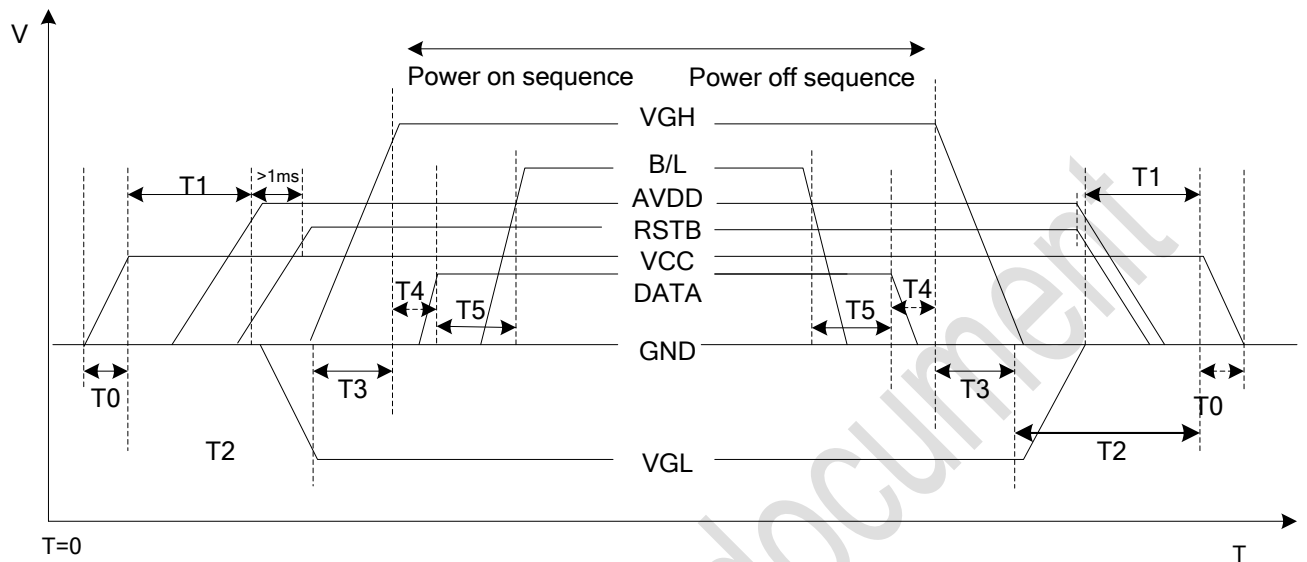 V
Power on sequence
Power off sequence
VGH
B/L
T1
>1ms
T1
AVDD
RSTB
VCC
T4
T4
DATA
T5
T5
GND
T3
T3
T0
T0
T2
T2
VGL
T=0
T
document